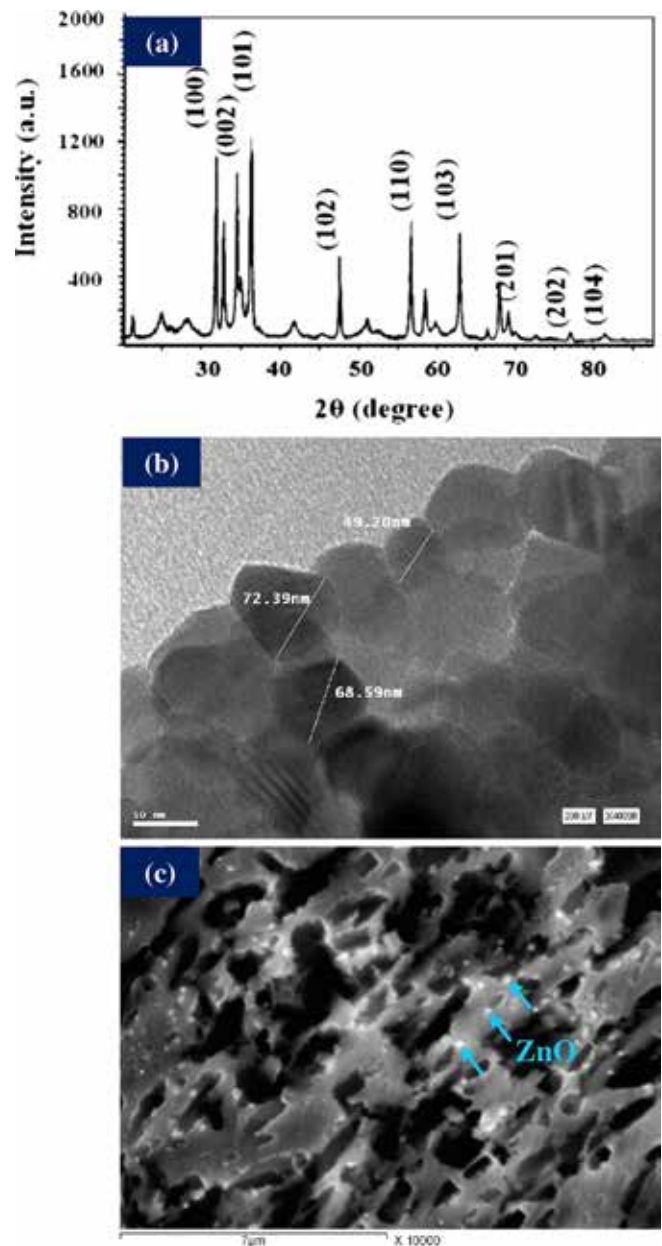 (a)
2000
1600
1200
800
400
Intensity (a.u.)
(100)
(002)
(101)
(102)
(110)
(103)
(201)
(202)
(104)
30 40 50 60 70 80
2θ (degree)
(b)
49.20nm
72.39nm
68.59nm
(c)
ZnO
7μm X 10000